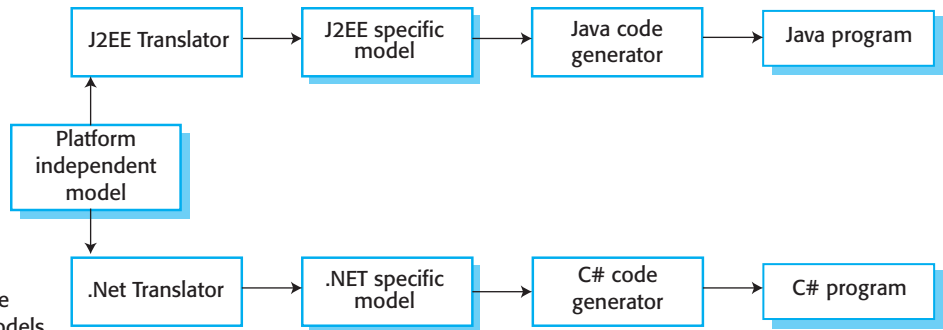 J2EE Translator
J2EE specific
model
Java code
generator
Java program
Platform
independent
model
.Net Translator
.NET specific
model
C# code
generator
C# program